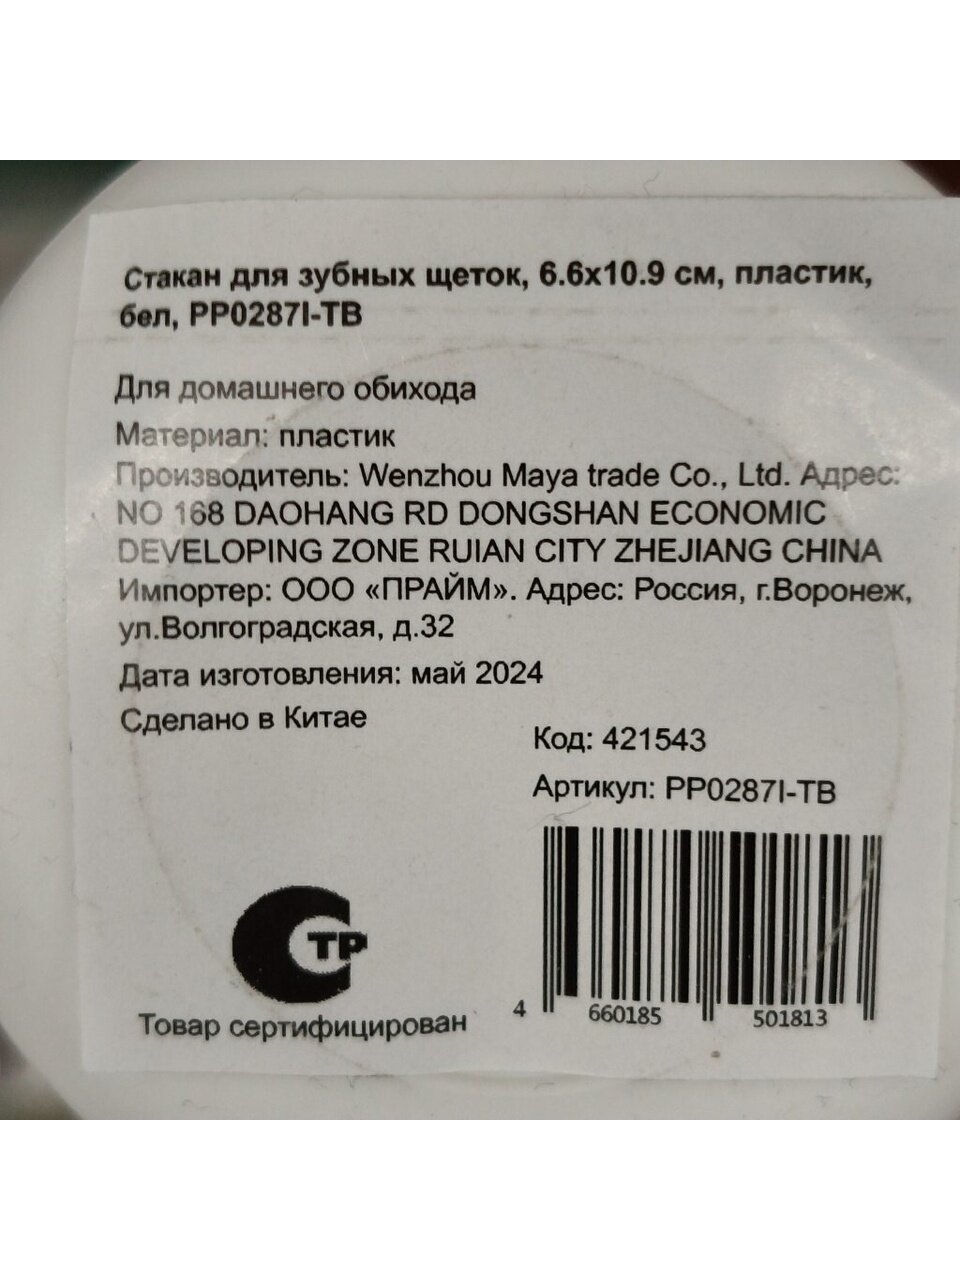 Стакан для зубных щеток, 6.6х10.9 см, пластик,
бел, PP0287I-TB
Для домашнего обихода
Материал: пластик
Производитель: Wenzhou Maya trade Co., Ltd. Адрес:
NO 168 DAOHANG RD DONGSHAN ECONOMIC
DEVELOPING ZONE RUIAN CITY ZHEJIANG CHINA
Импортер: ООО «ПРАЙМ». Адрес: Россия, г.Воронеж,
ул.Волгоградская, д.32
Дата изготовления: май 2024
Сделано в Китае
Код: 421543
Артикул: PP0287I-TB
СТР
Товар сертифицирован
4 660185 501813